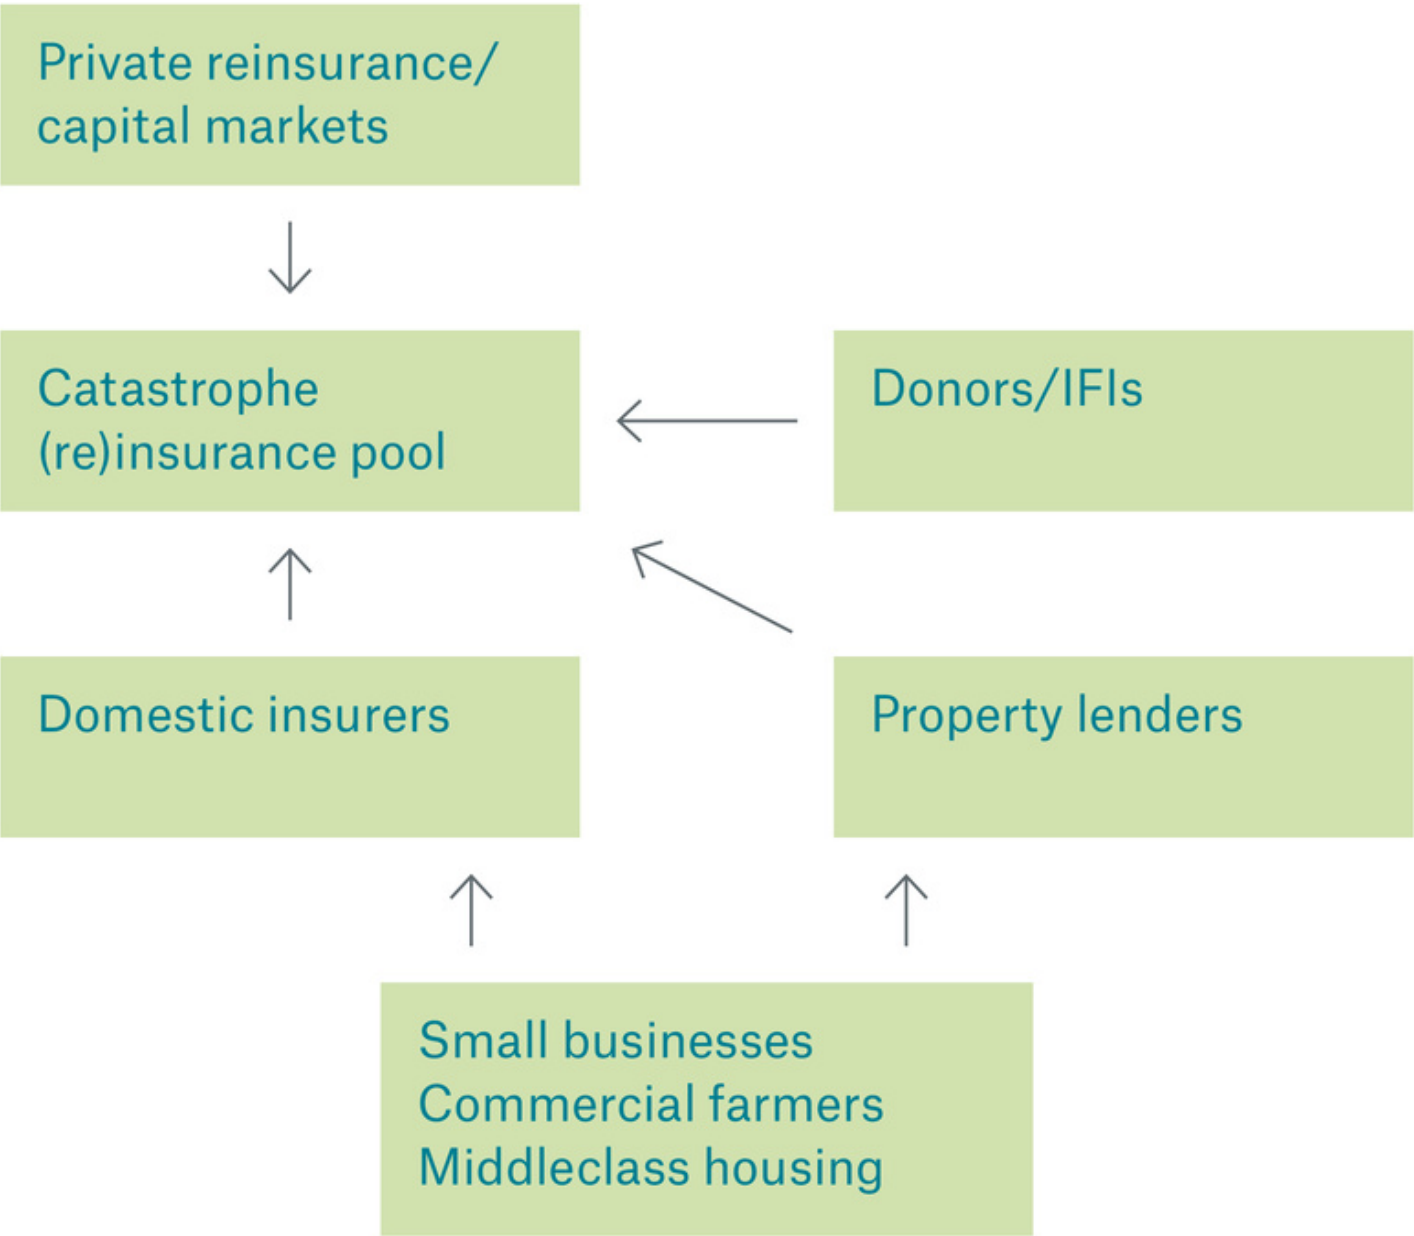 Private reinsurance/
capital markets
Catastrophe
(re)insurance pool
Donors/IFIs
Domestic insurers
Property lenders
Small businesses
Commercial farmers
Middleclass housing